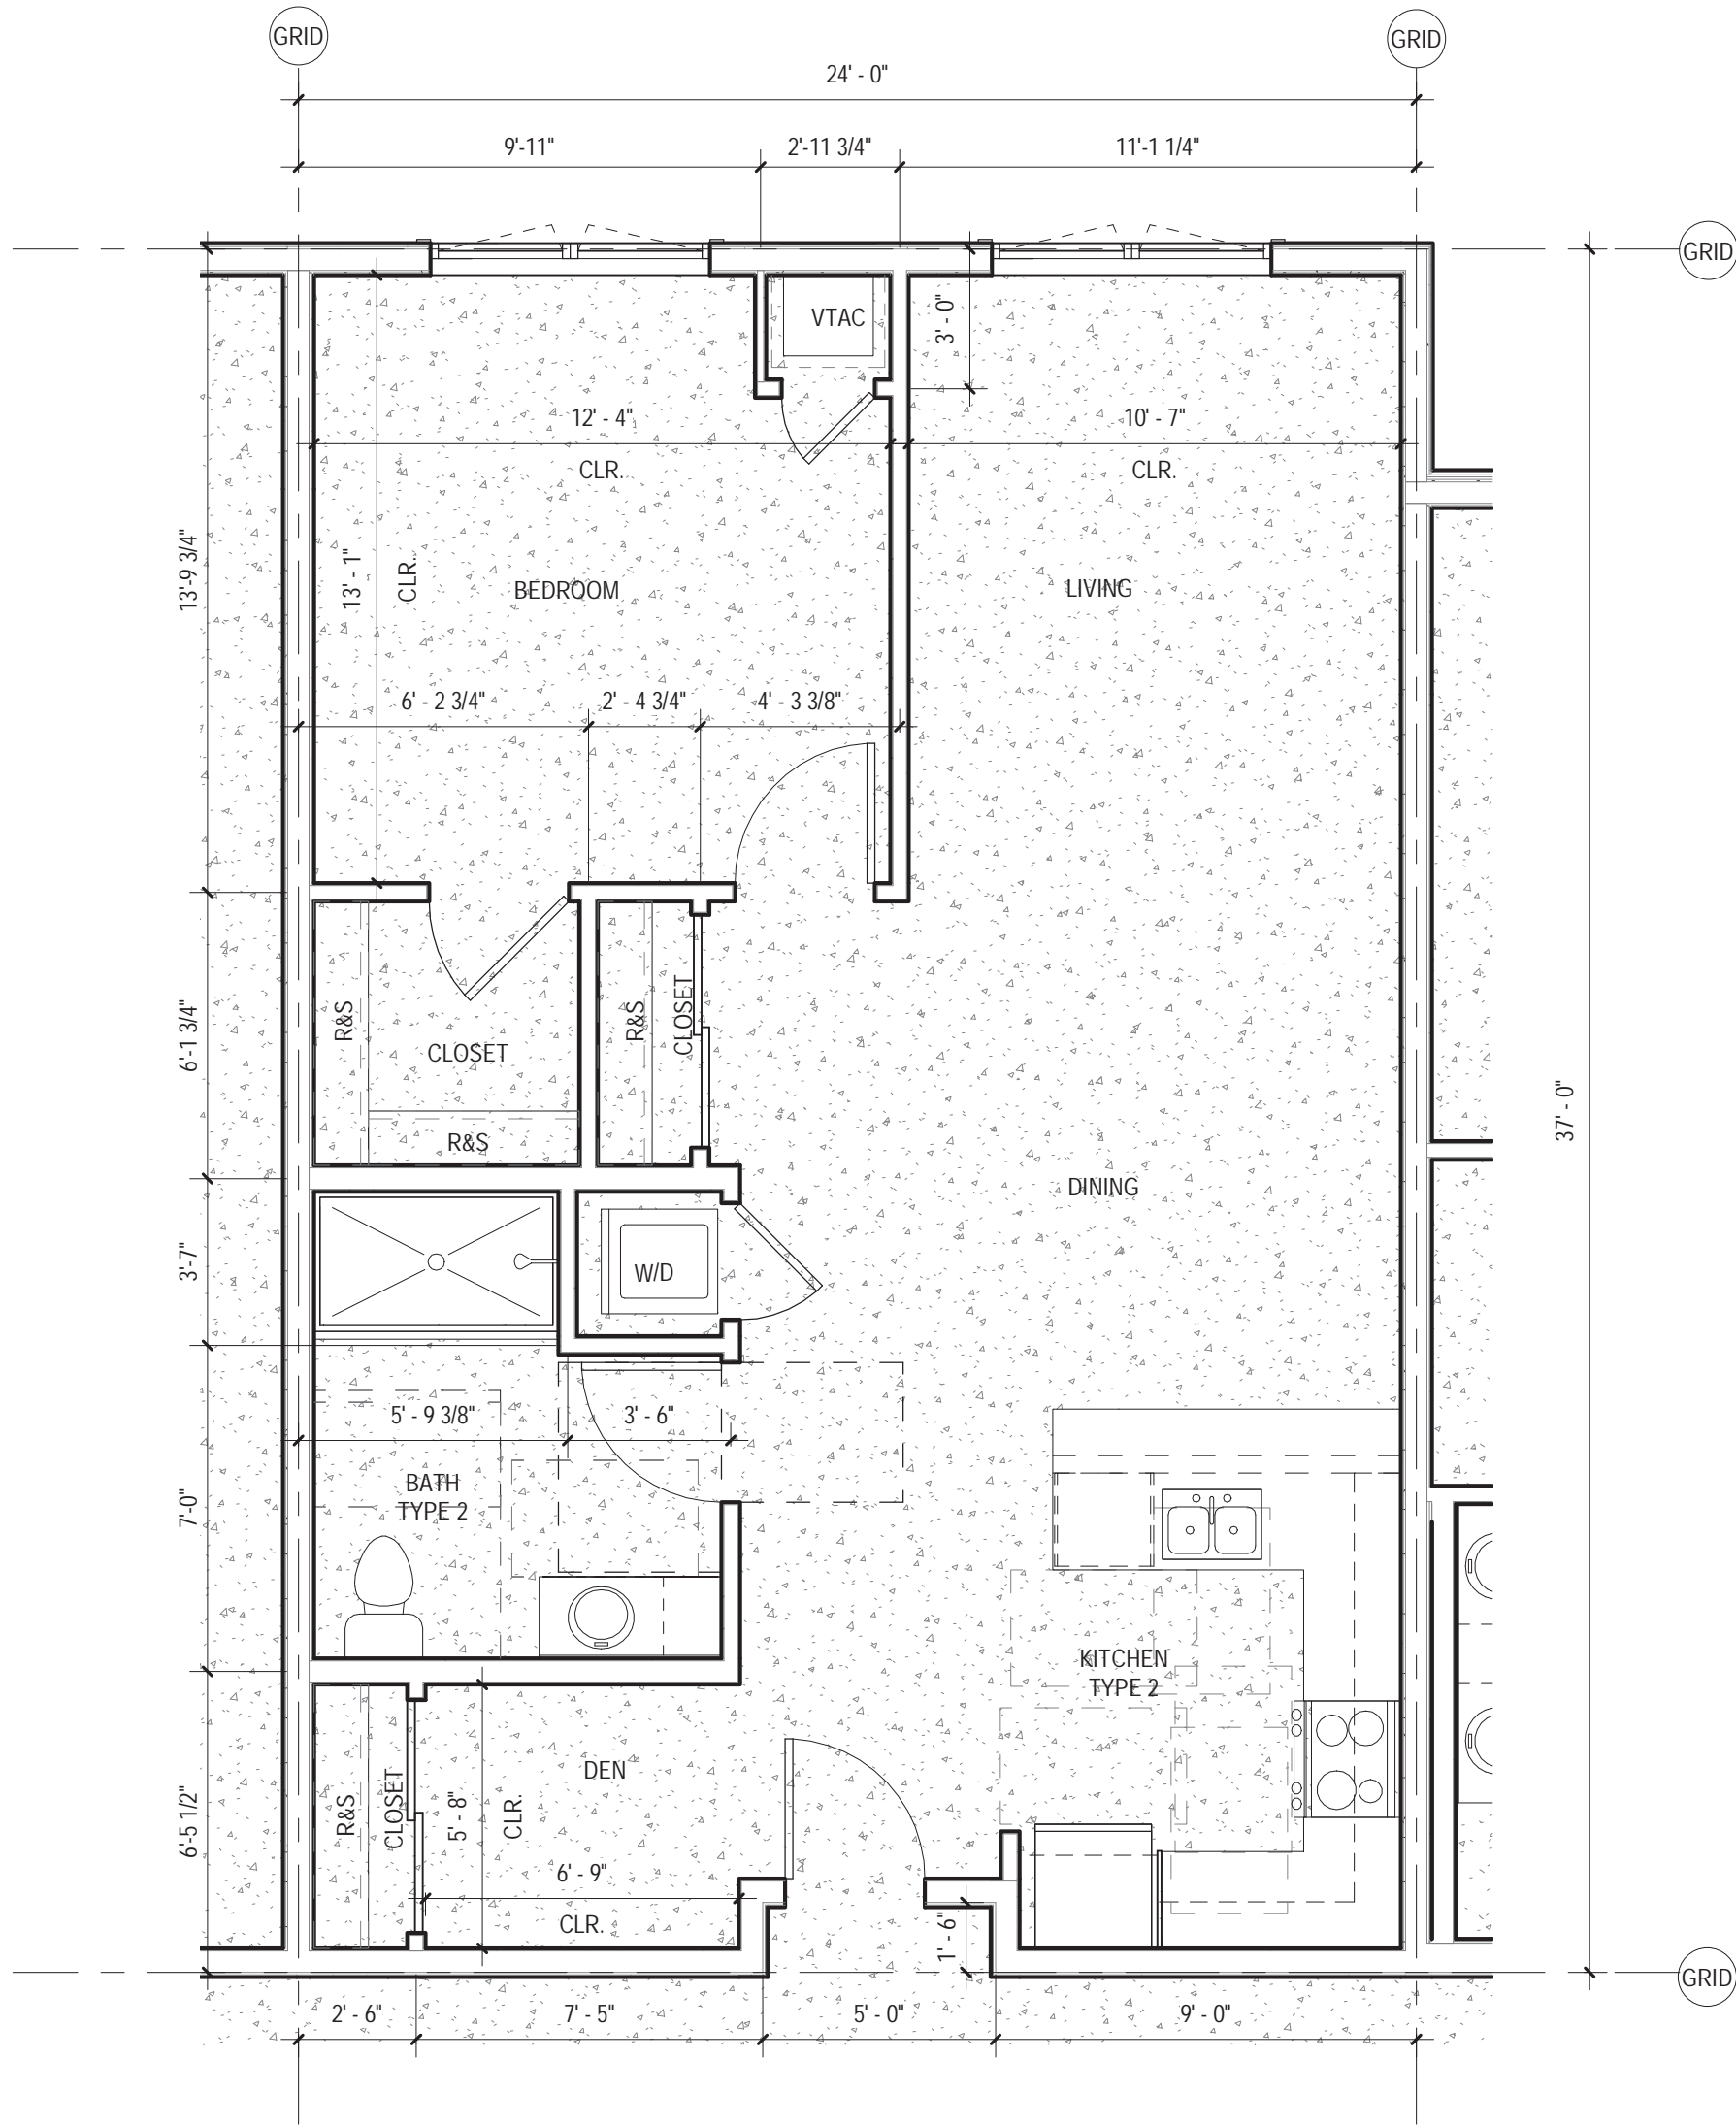 GRID
GRID
24' - 0"
9'-11"
2'-11 3/4"
11'-1 1/4"
GRID
VTAC
3' - 0"
12' - 4"
CLR.
10' - 7"
CLR.
13'-9 3/4"
13' - 1"
CLR.
BEDROOM
LIVING
6' - 2 3/4"
2' - 4 3/4"
4' - 3 3/8"
6'-1 3/4"
R&S
CLOSET
R&S
R&S
CLOSET
37' - 0"
DINING
3'-7"
W/D
5' - 9 3/8"
3' - 6"
7'-0"
BATH
TYPE 2
KITCHEN
TYPE 2
DEN
6'-5 1/2"
R&S
CLOSET
5' - 8"
CLR.
6' - 9"
CLR.
1' - 6"
GRID
2' - 6"
7' - 5"
5' - 0"
9' - 0"